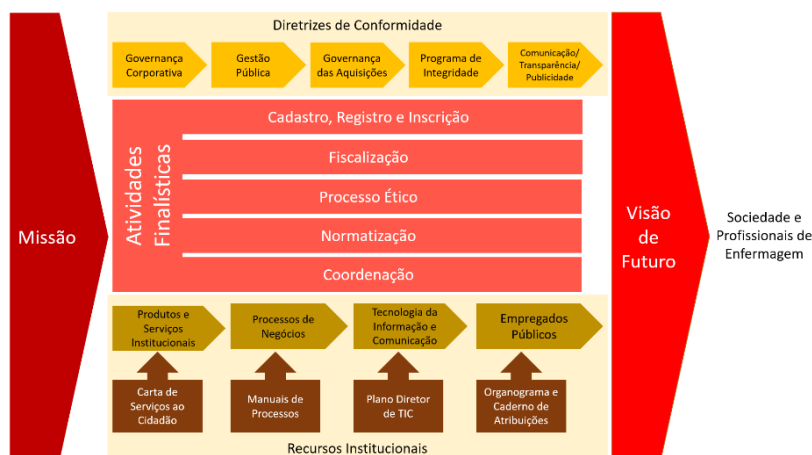 Diretrizes de Conformidade
Governança
Corporativa
Gestão
Pública
Governança
das Aquisições
Programa de
Integridade
Comunicação/
Transparência/
Publicidade
Missão
Atividades
Finalísticas
Cadastro, Registro e Inscrição
Fiscalização
Processo Ético
Normatização
Coordenação
Visão
de
Futuro
Sociedade e
Profissionais de
Enfermagem
Produtos e
Serviços
Institucionais
Processos de
Negócios
Tecnologia da
Informação e
Comunicação
Empregados
Públicos
Carta de
Serviços ao
Cidadão
Manuais de
Processos
Plano Diretor
de TIC
Organograma e
Caderno de
Atribuições
Recursos Institucionais